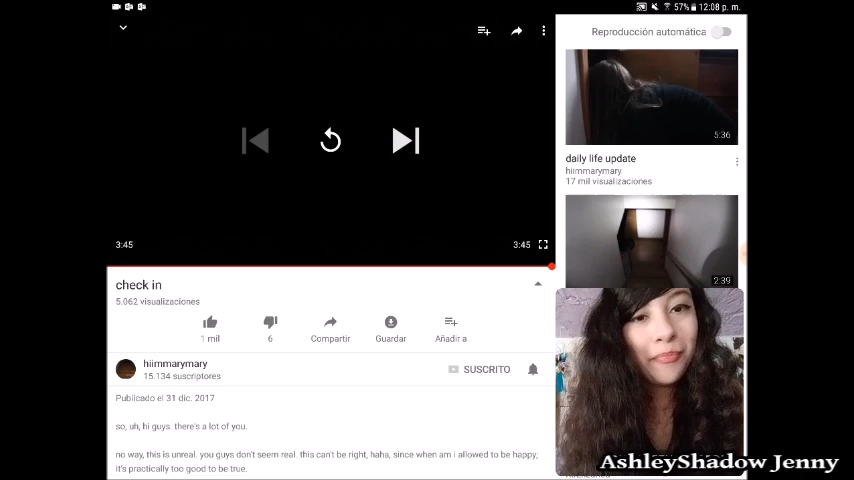 57% 12:08 p. m.
Reproducción automática
5:36
daily life update
hiimmarymary
17 mil visualizaciones
2:39
3:45
3:45
check in
5.062 visualizaciones
1 mil
6
Compartir
Guardar
Añadir a
hiimmarymary
15.134 suscriptores
SUSCRITO
Publicado el 31 dic. 2017
so, uh, hi guys. there's a lot of you.
no way, this is unreal. you guys don't seem real. this can't be right, haha, since when am i allowed to be happy;
it's practically too good to be true.
AshleyShadow Jenny